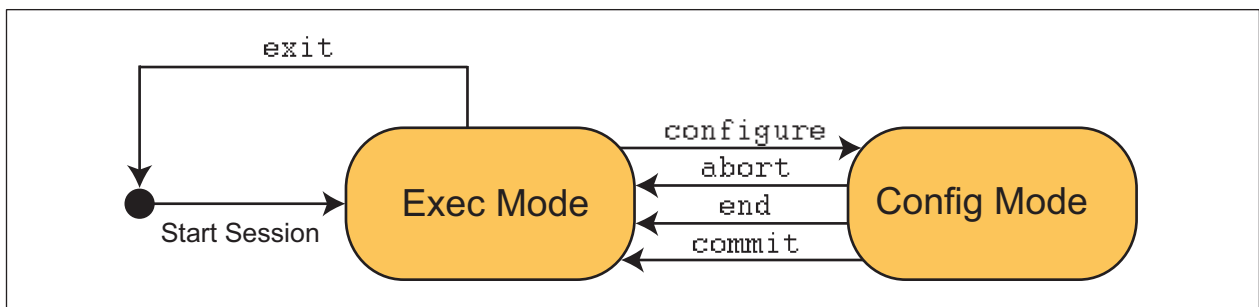 exit
configure
abort
Exec Mode
end
Config Mode
Start Session
commit